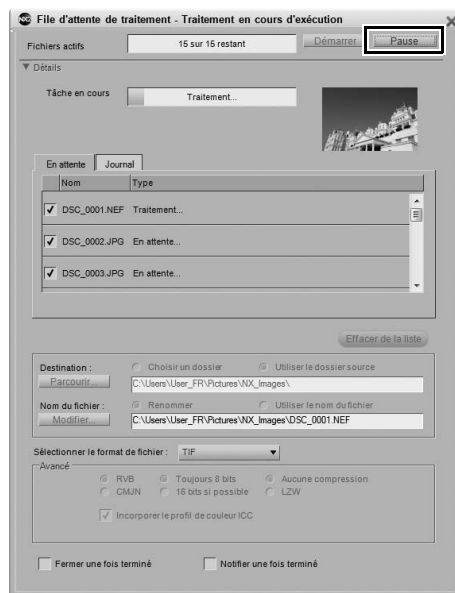 NX2 File d'attente de traitement - Traitement en cours d'exécution
Fichiers actifs 15 sur 15 restant Démarrer Pause
Détails
Tâche en cours Traitement...
En attente Journal
Nom Type
DSC_0001.NEF Traitement...
DSC_0002.JPG En attente...
DSC_0003.JPG En attente...
Effacer de la liste
Destination : Choisir un dossier Utiliser le dossier source
Parcourir... C:\Users\User_FR\Pictures\NX_Images\
Nom du fichier : Renommer Utiliser le nom du fichier
Modifier... C:\Users\User_FR\Pictures\NX_Images\DSC_0001.NEF
Sélectionner le format de fichier : TIF
Avancé
RVB Toujours 8 bits Aucune compression
CMJN 16 bits si possible LZW
Incorporer le profil de couleur ICC
Fermer une fois terminé Notifier une fois terminé